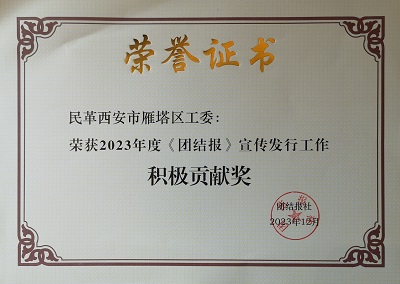 荣誉证书
民革西安市雁塔区工委:
荣获2023年度《团结报》宣传发行工作
积极贡献奖
团结报社
2023年12月